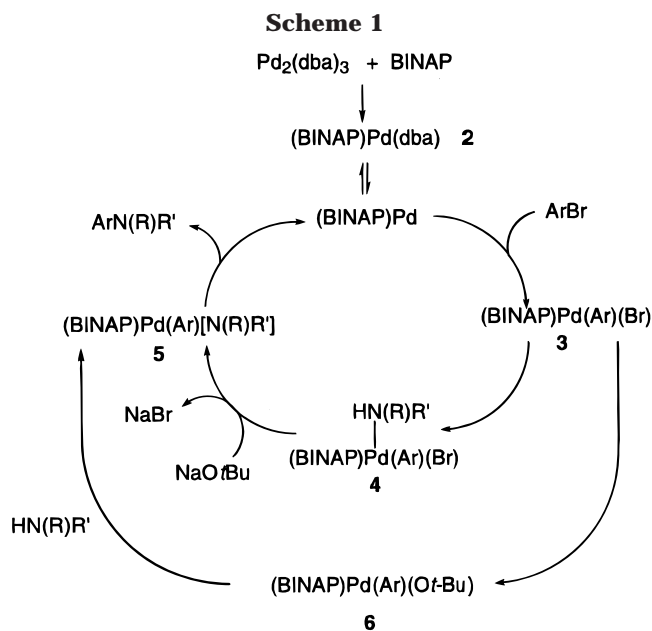 Scheme 1
Pd2(dba)3 + BINAP
(BINAP)Pd(dba) 2
ArN(R)R'
(BINAP)Pd
ArBr
(BINAP)Pd(Ar)[N(R)R']
5
(BINAP)Pd(Ar)(Br)
3
NaBr
HN(R)R'
(BINAP)Pd(Ar)(Br)
4
NaOtBu
HN(R)R'
(BINAP)Pd(Ar)(Ot-Bu)
6